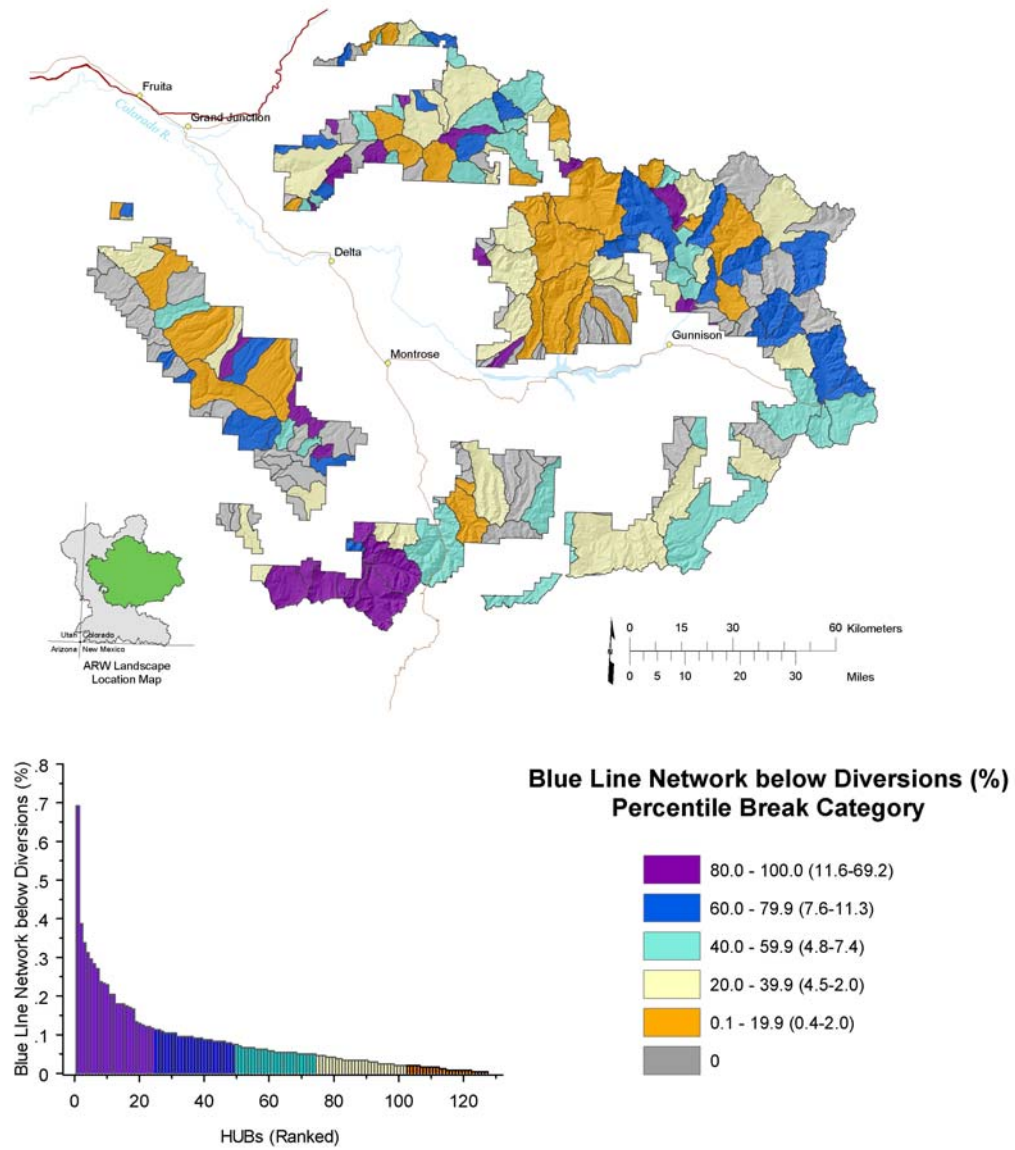 Fruita
Colorado R.
Grand Junction
Delta
Montrose
Gunnison
Utah Colorado
Arizona New Mexico
ARW Landscape
Location Map
N
0 15 30 60 Kilometers
0 5 10 20 30 Miles
Blue Line Network below Diversions (%)
.8
.7
.6
.5
.4
.3
.2
.1
0
0 20 40 60 80 100 120
HUBs (Ranked)
Blue Line Network below Diversions (%)
Percentile Break Category
80.0 - 100.0 (11.6-69.2)
60.0 - 79.9 (7.6-11.3)
40.0 - 59.9 (4.8-7.4)
20.0 - 39.9 (4.5-2.0)
0.1 - 19.9 (0.4-2.0)
0